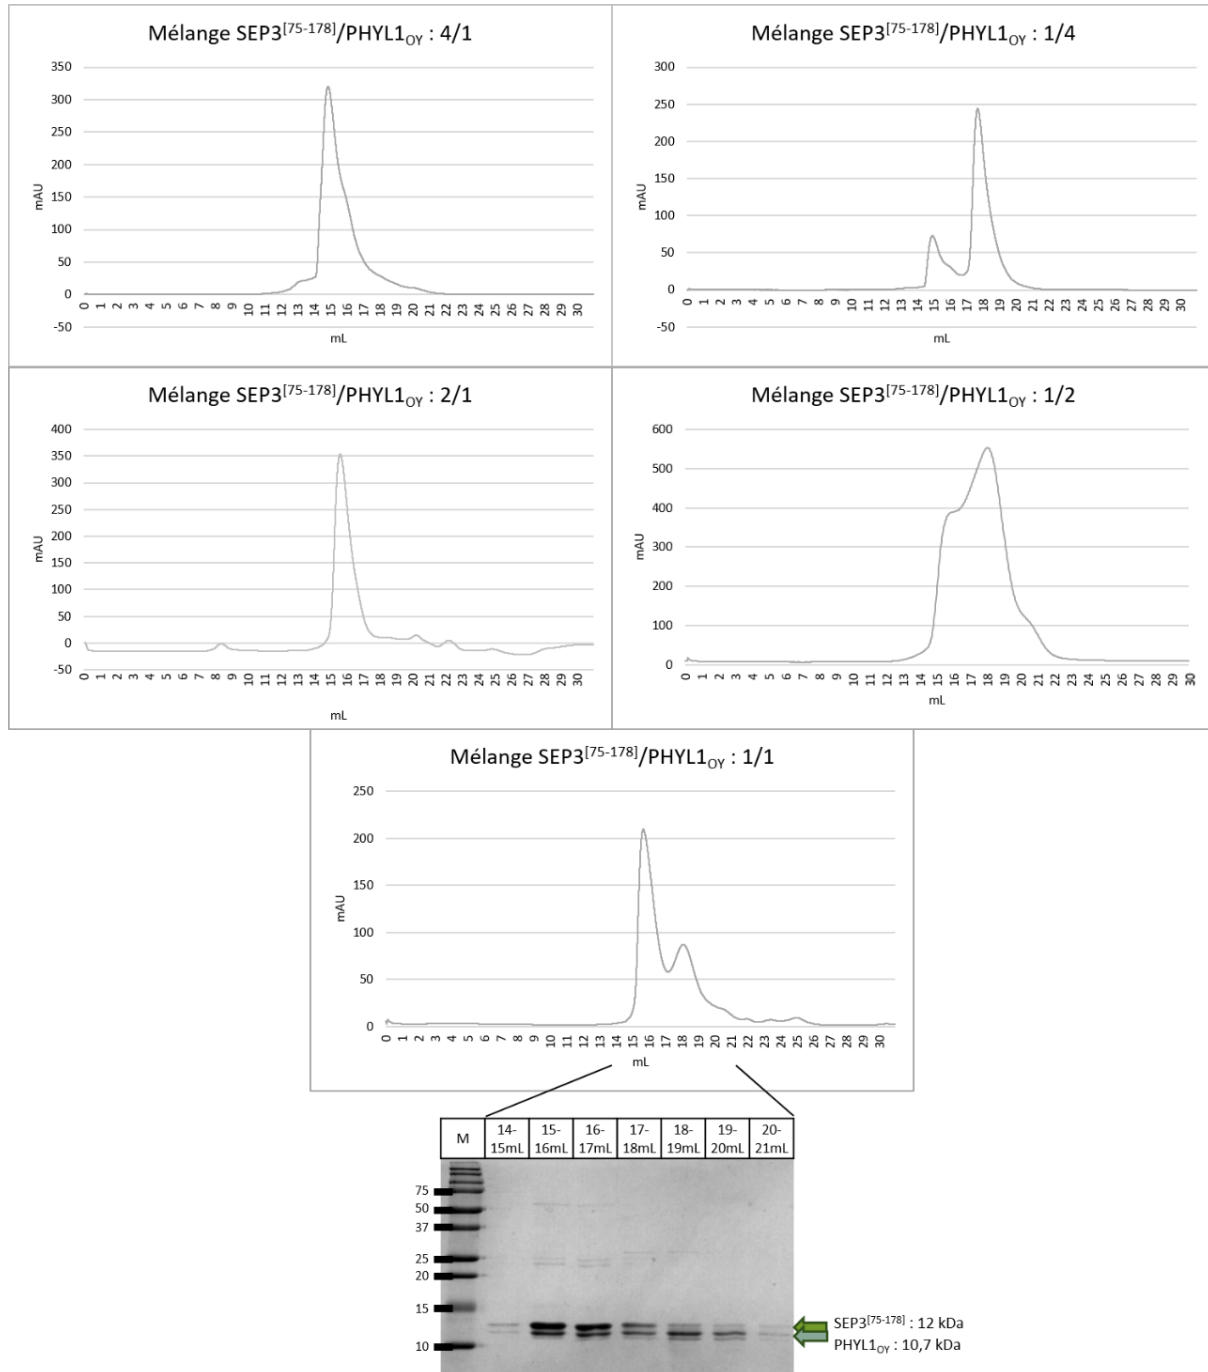 Mélange SEP3[75-178]/PHYL1OY : 4/1
350
300
250
200
150
100
50
0
-50
mAU
0 1 2 3 4 5 6 7 8 9 10 11 12 13 14 15 16 17 18 19 20 21 22 23 24 25 26 27 28 29 30
mL
Mélange SEP3[75-178]/PHYL1OY : 1/4
300
250
200
150
100
50
0
-50
mAU
0 1 2 3 4 5 6 7 8 9 10 11 12 13 14 15 16 17 18 19 20 21 22 23 24 25 26 27 28 29 30
mL
Mélange SEP3[75-178]/PHYL1OY : 2/1
400
350
300
250
200
150
100
50
0
-50
mAU
0 1 2 3 4 5 6 7 8 9 10 11 12 13 14 15 16 17 18 19 20 21 22 23 24 25 26 27 28 29 30
mL
Mélange SEP3[75-178]/PHYL1OY : 1/2
600
500
400
300
200
100
0
mAU
0 1 2 3 4 5 6 7 8 9 10 11 12 13 14 15 16 17 18 19 20 21 22 23 24 25 26 27 28 29 30
mL
Mélange SEP3[75-178]/PHYL1OY : 1/1
250
200
150
100
50
0
mAU
0 1 2 3 4 5 6 7 8 9 10 11 12 13 14 15 16 17 18 19 20 21 22 23 24 25 26 27 28 29 30
mL
M
14-
15mL
15-
16mL
16-
17mL
17-
18mL
18-
19mL
19-
20mL
20-
21mL
75
50
37
25
20
15
10
SEP3[75-178] : 12 kDa
PHYL1OY : 10,7 kDa